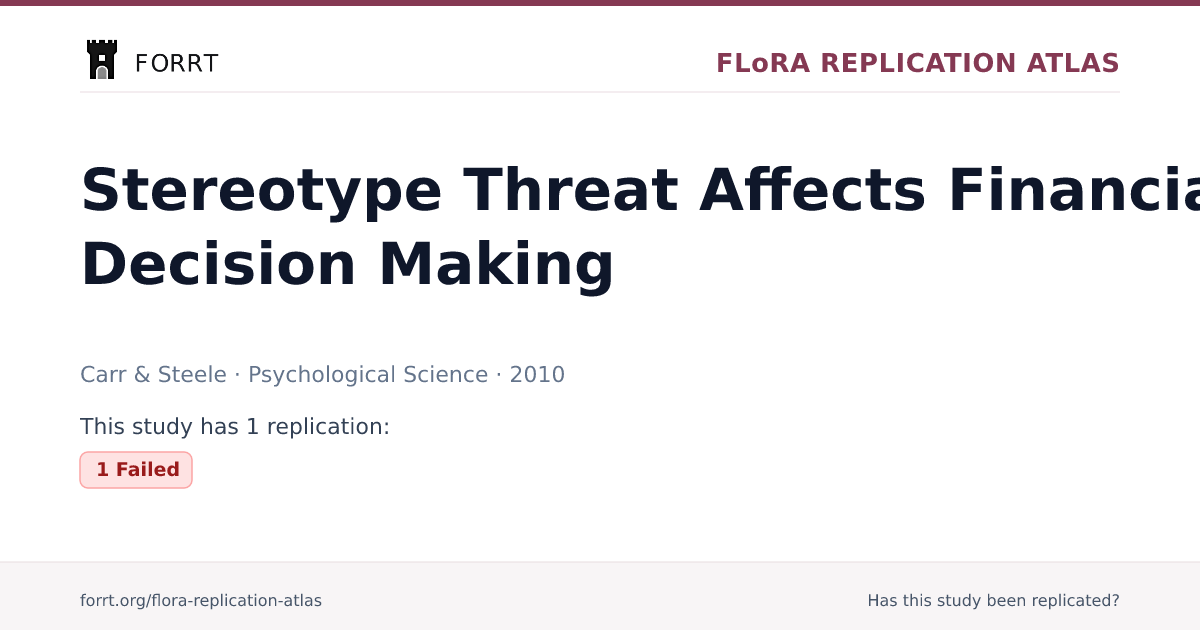 FORRT
FLoRA REPLICATION ATLAS
Stereotype Threat Affects Financia
Decision Making
Carr & Steele · Psychological Science · 2010
This study has 1 replication:
1 Failed
forrt.org/flora-replication-atlas
Has this study been replicated?